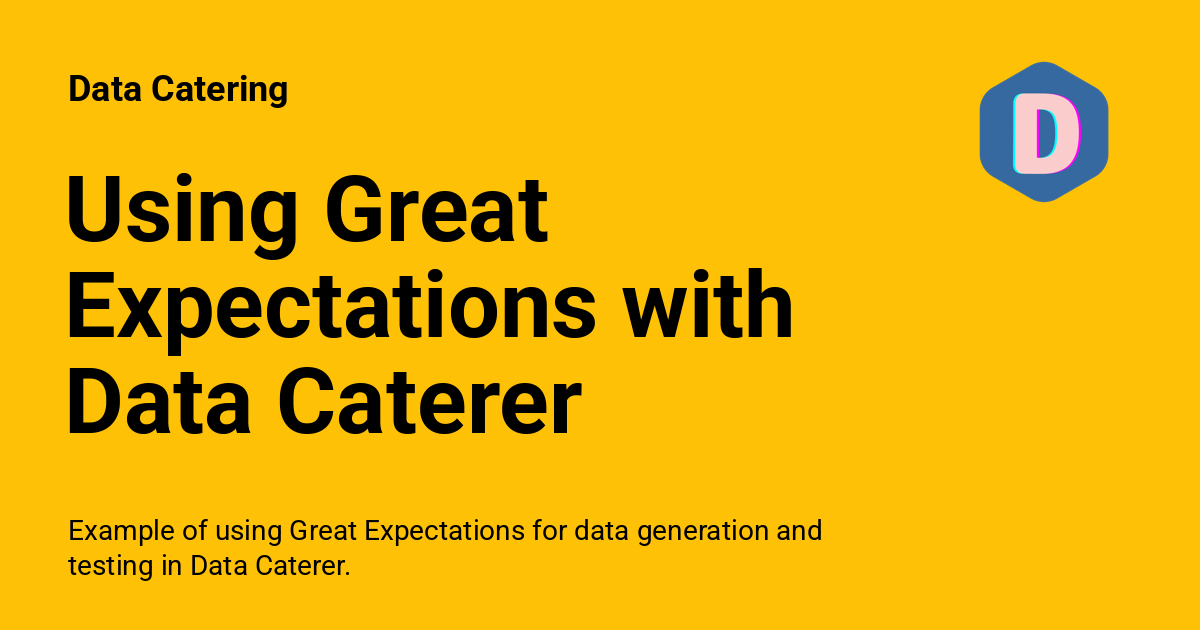 Data Catering
D
Using Great
Expectations with
Data Caterer
Example of using Great Expectations for data generation and
testing in Data Caterer.